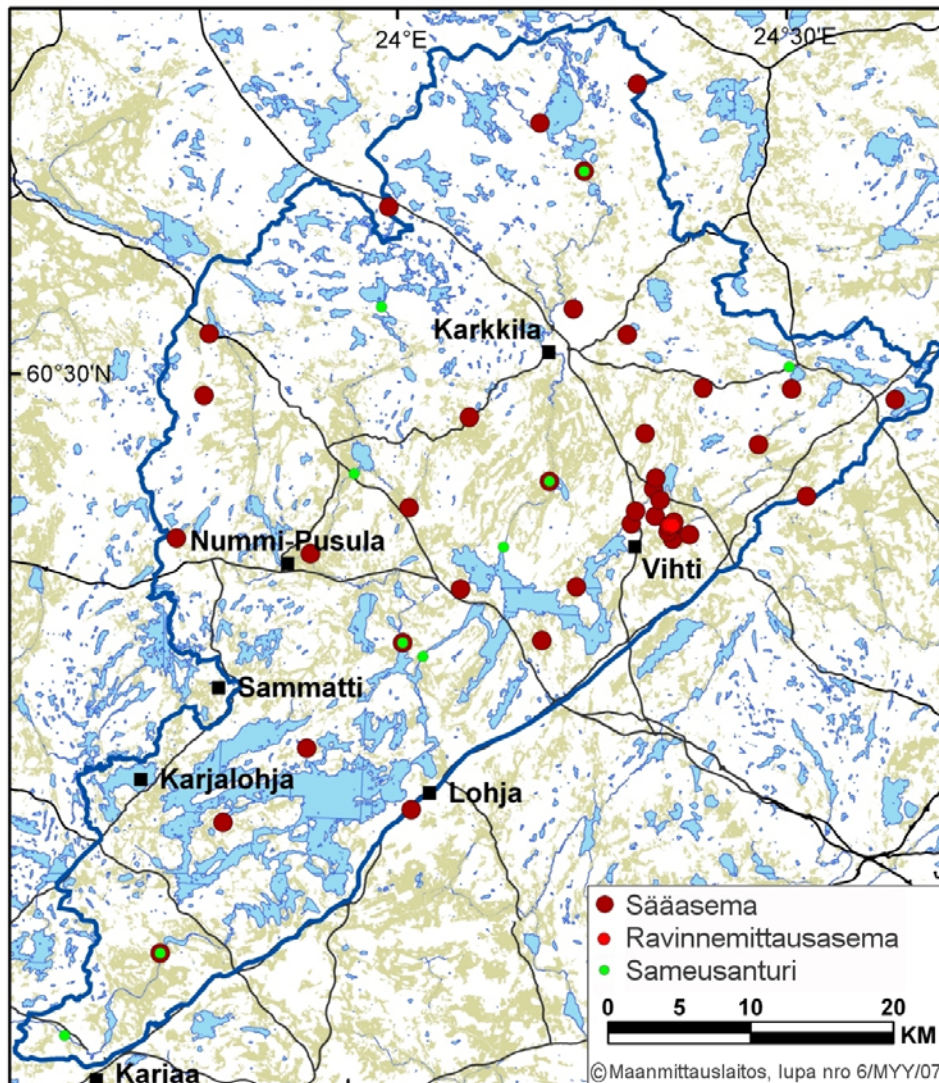 24°E
24°30'E
Karkkila
60°30'N
Nummi-Pusula
Vihti
Sammatti
Karjalohja
Lohja
Sääasema
Ravinnemittausasema
Sameusanturi
0 5 10 20
KM
©Maanmittauslaitos, lupa nro 6/MYY/07
Karjaa